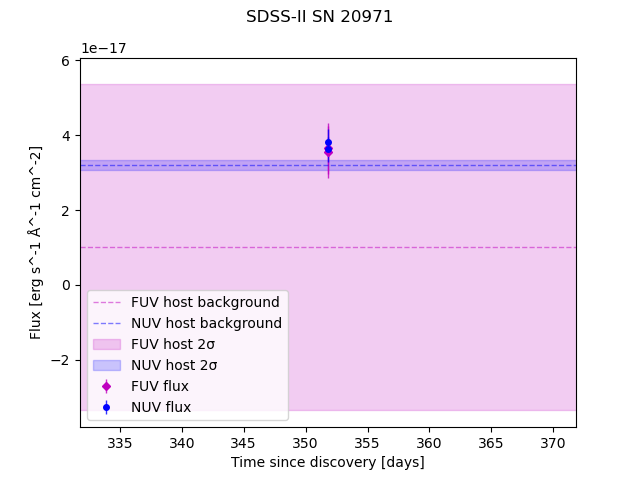 SDSS-II SN 20971
1e−17
6
4
2
0
−2
Flux [erg s^-1 Å^-1 cm^-2]
FUV host background
NUV host background
FUV host 2σ
NUV host 2σ
FUV flux
NUV flux
335 340 345 350 355 360 365 370
Time since discovery [days]